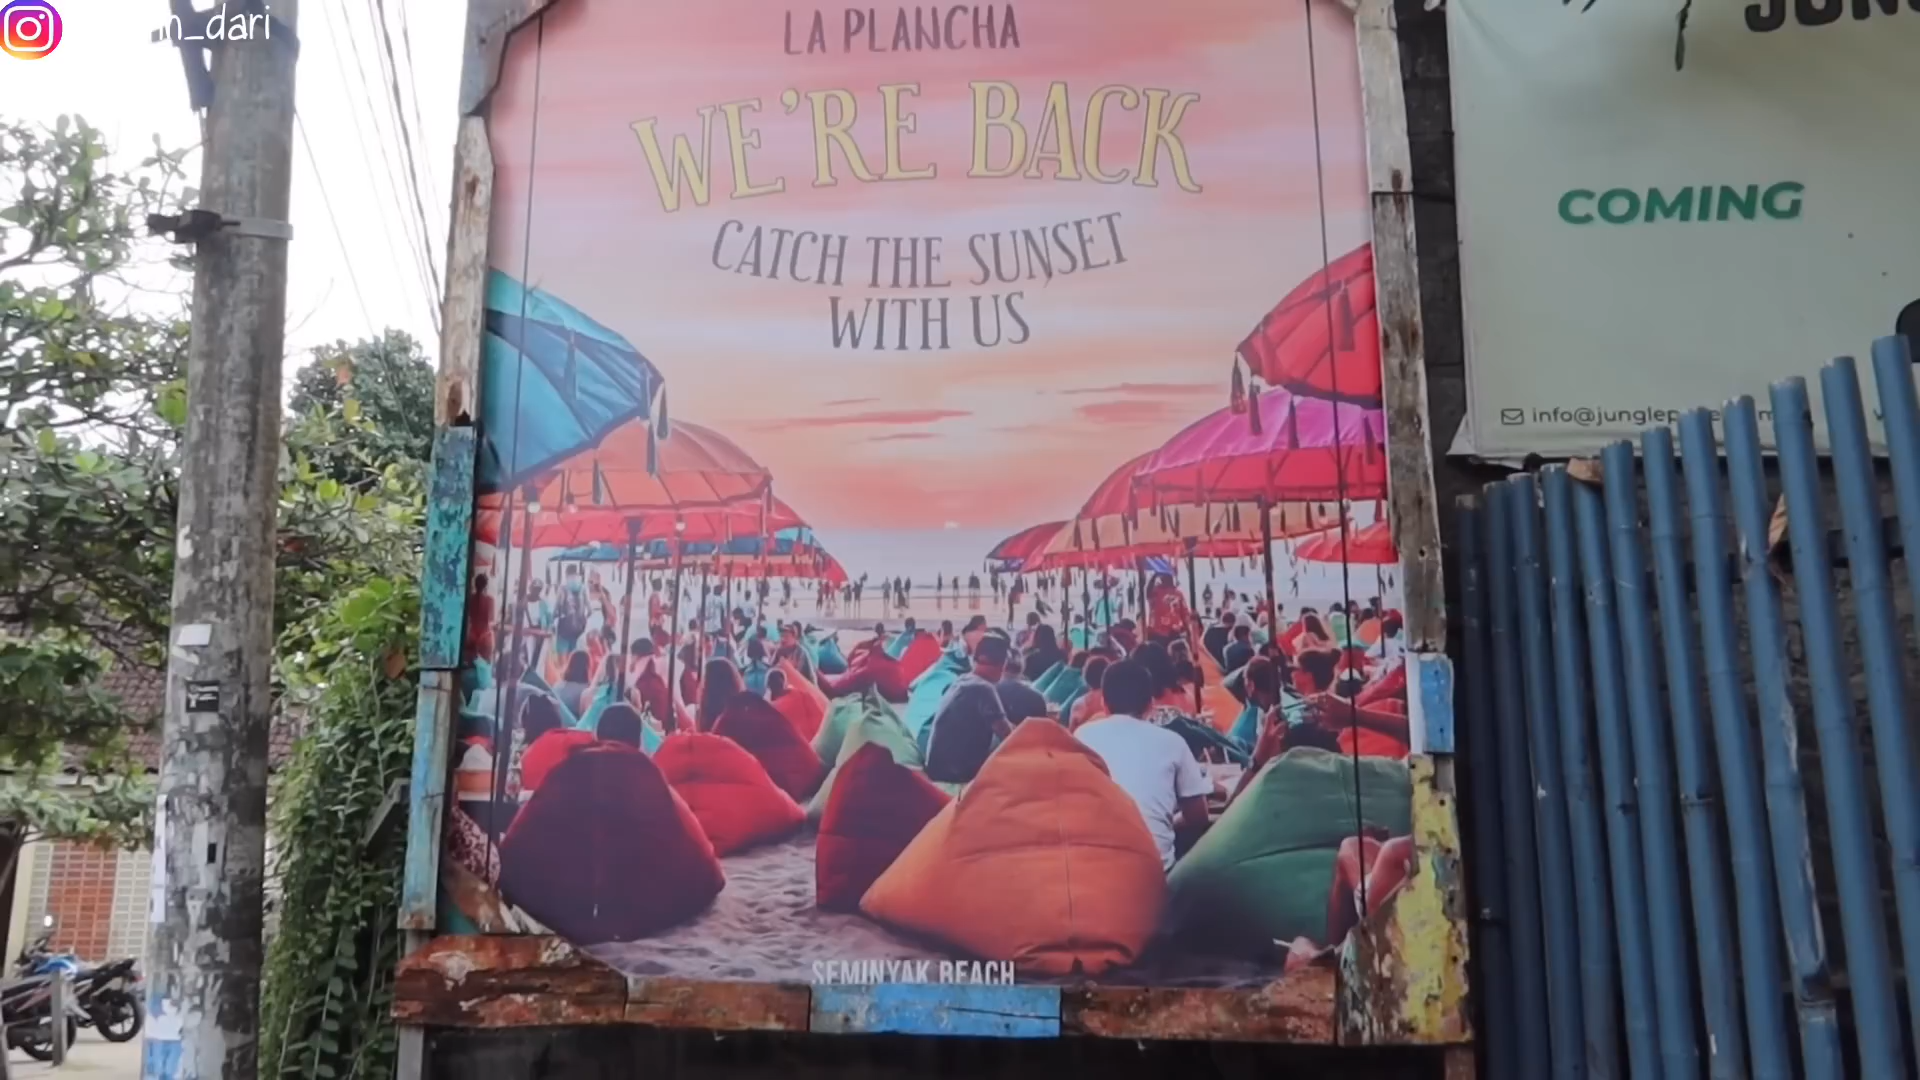 LA PLANCHA
WE'RE BACK
CATCH THE SUNSET
WITH US
SEMINYAK BEACH
COMING